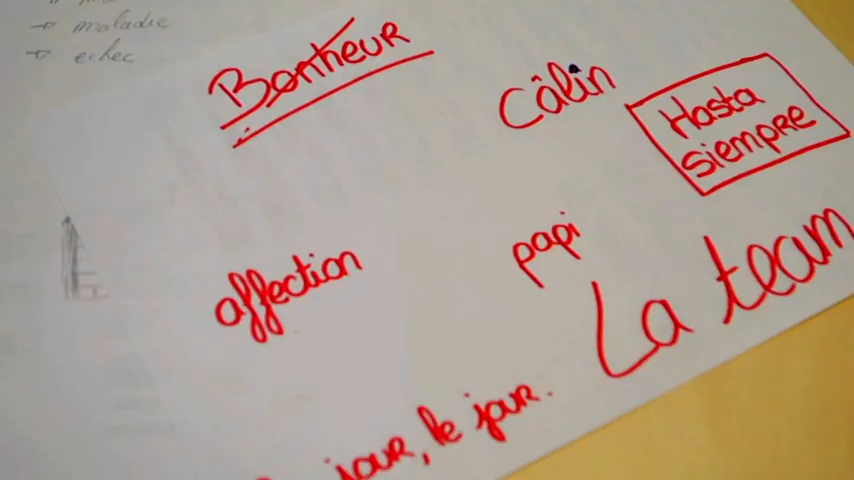 → maladie
→ echec
BonHEUR
Câlin
Hasta
siempRE
affection
papi
La team
jouR, le jouR.